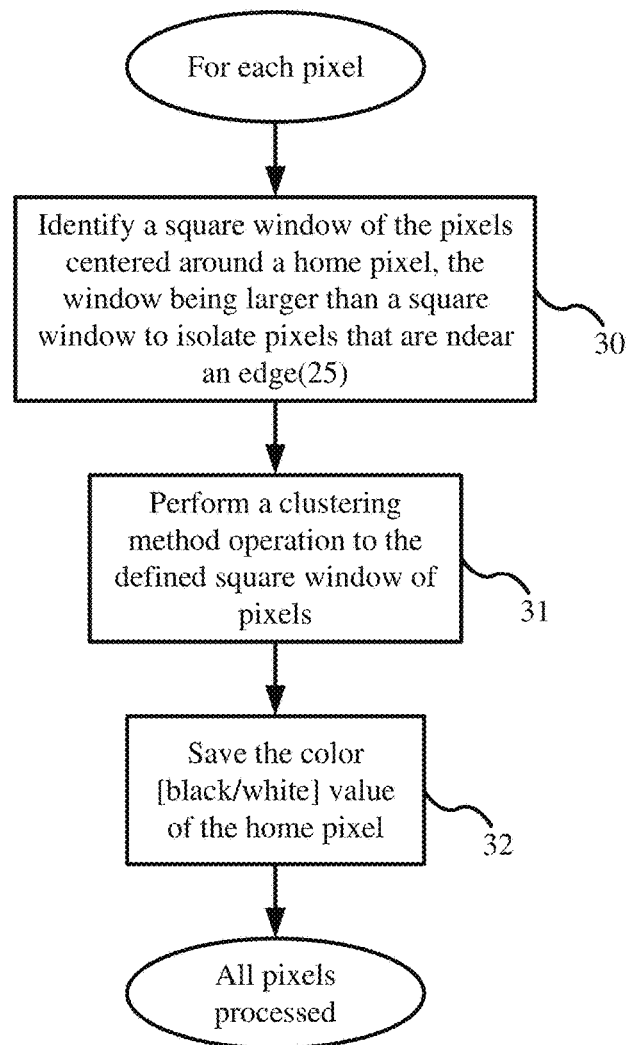 For each pixel
Identify a square window of the pixels
centered around a home pixel, the
window being larger than a square
window to isolate pixels that are ndear
an edge(25)
30
Perform a clustering
method operation to the
defined square window of
pixels
31
Save the color
[black/white] value
of the home pixel
32
All pixels
processed